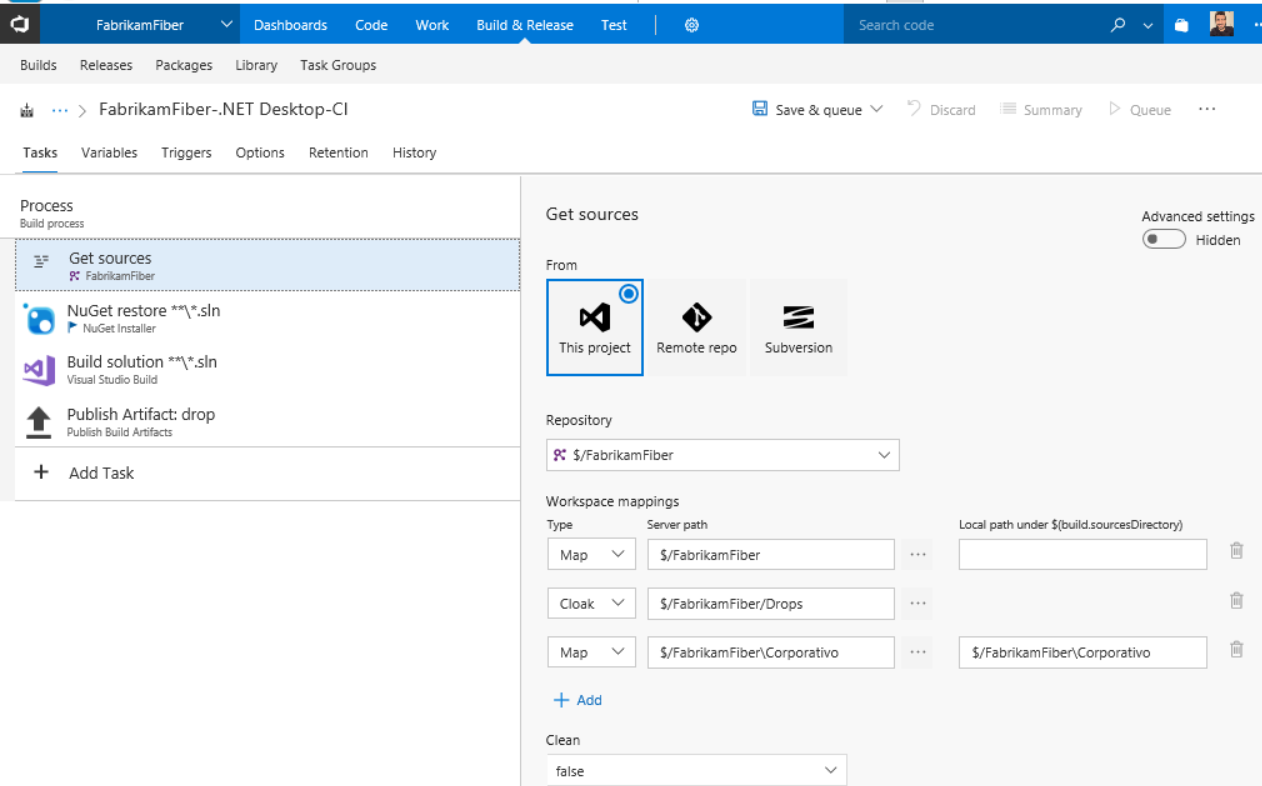 FabrikamFiber Dashboards Code Work Build & Release Test Search code
Builds Releases Packages Library Task Groups
... > FabrikamFiber-.NET Desktop-CI Save & queue Discard Summary Queue ...
Tasks Variables Triggers Options Retention History
Process
Build process
Get sources
FabrikamFiber
NuGet restore **\*.sln
NuGet Installer
Build solution **\*.sln
Visual Studio Build
Publish Artifact: drop
Publish Build Artifacts
+ Add Task
Get sources
Advanced settings
Hidden
From
This project Remote repo Subversion
Repository
$/FabrikamFiber
Workspace mappings
Type Server path Local path under $(build.sourcesDirectory)
Map $/FabrikamFiber ...
Cloak $/FabrikamFiber/Drops ...
Map $/FabrikamFiber\Corporativo ... $/FabrikamFiber\Corporativo
+ Add
Clean
false